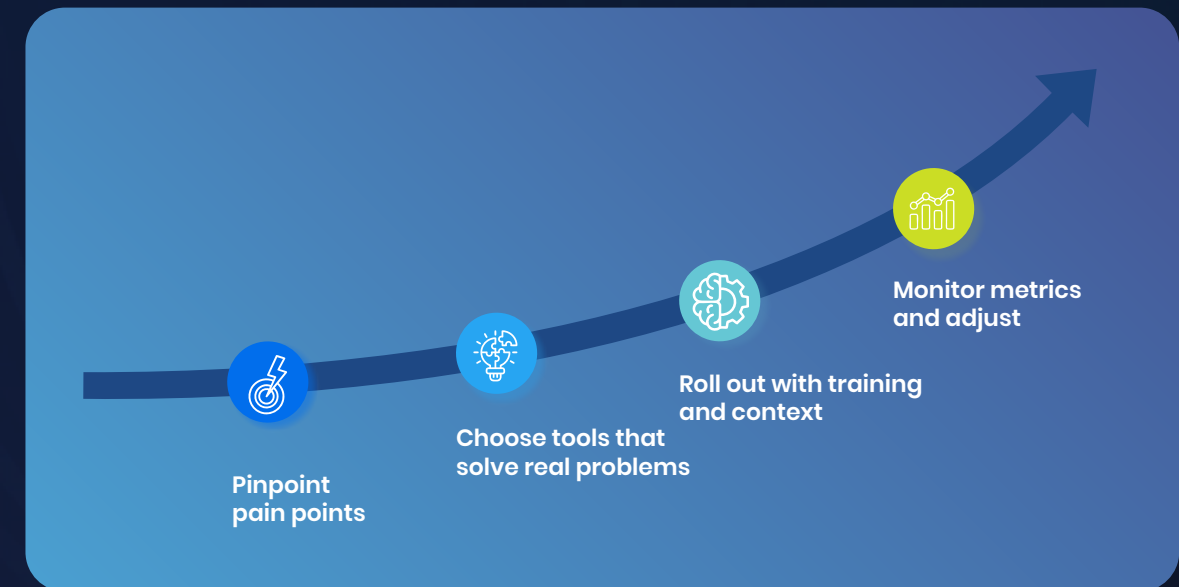 Pinpoint
pain points
Choose tools that
solve real problems
Roll out with training
and context
Monitor metrics
and adjust